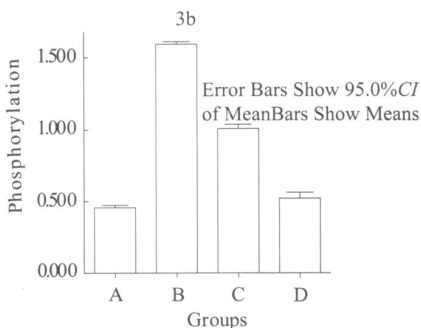 3b
Phosphorylation
1.500
1.000
0.500
0.000
Error Bars Show 95.0%CI
of MeanBars Show Means
A B C D
Groups